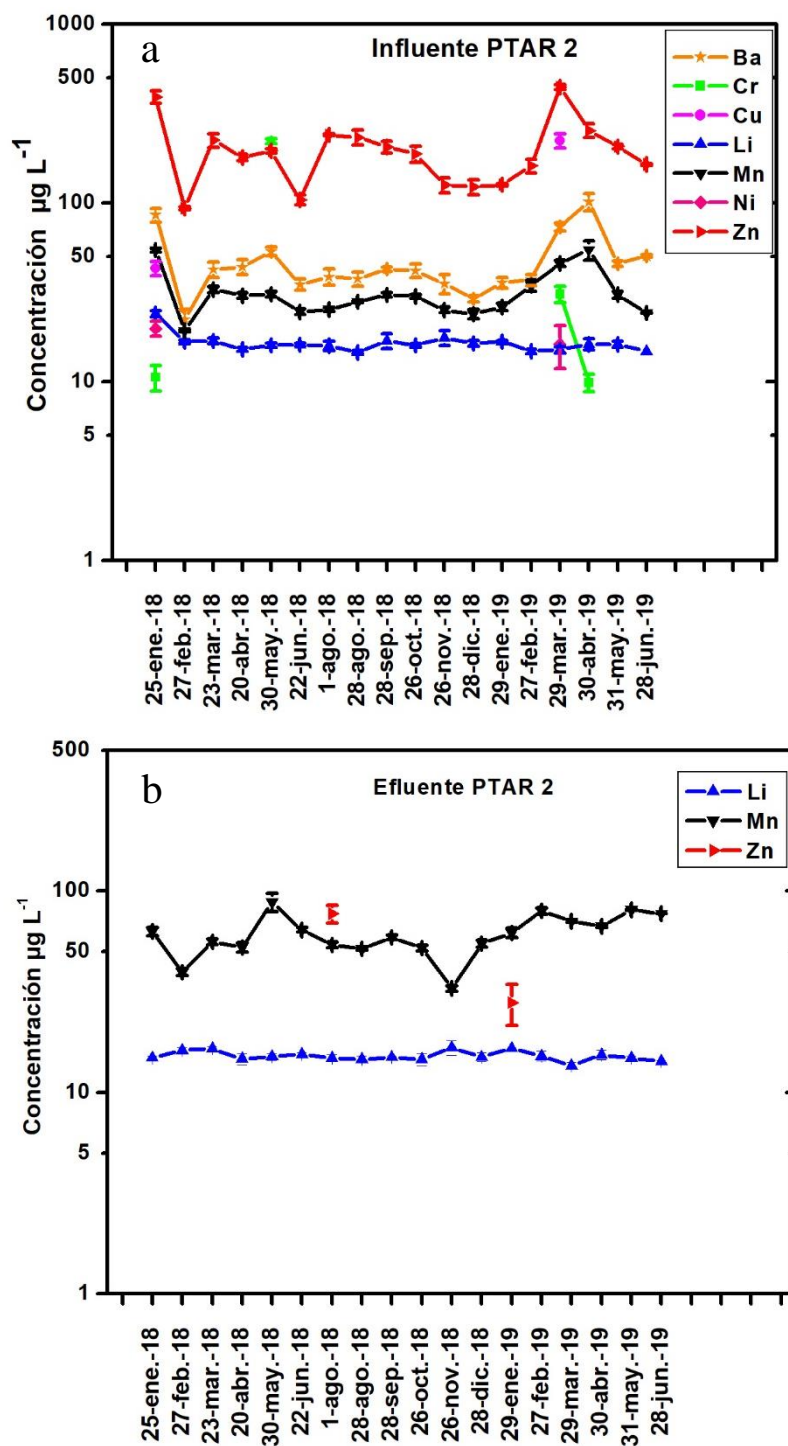 a
Influente PTAR 2
Ba
Cr
Cu
Li
Mn
Ni
Zn
Concentración µg L-1
1000
500
100
50
10
5
1
25-ene.-18
27-feb.-18
23-mar.-18
20-abr.-18
30-may.-18
22-jun.-18
1-ago.-18
28-ago.-18
28-sep.-18
26-oct.-18
26-nov.-18
28-dic.-18
29-ene.-19
27-feb.-19
29-mar.-19
30-abr.-19
31-may.-19
28-jun.-19
b
Efluente PTAR 2
Li
Mn
Zn
Concentración µg L-1
500
100
50
10
5
1
25-ene.-18
27-feb.-18
23-mar.-18
20-abr.-18
30-may.-18
22-jun.-18
1-ago.-18
28-ago.-18
28-sep.-18
26-oct.-18
26-nov.-18
28-dic.-18
29-ene.-19
27-feb.-19
29-mar.-19
30-abr.-19
31-may.-19
28-jun.-19